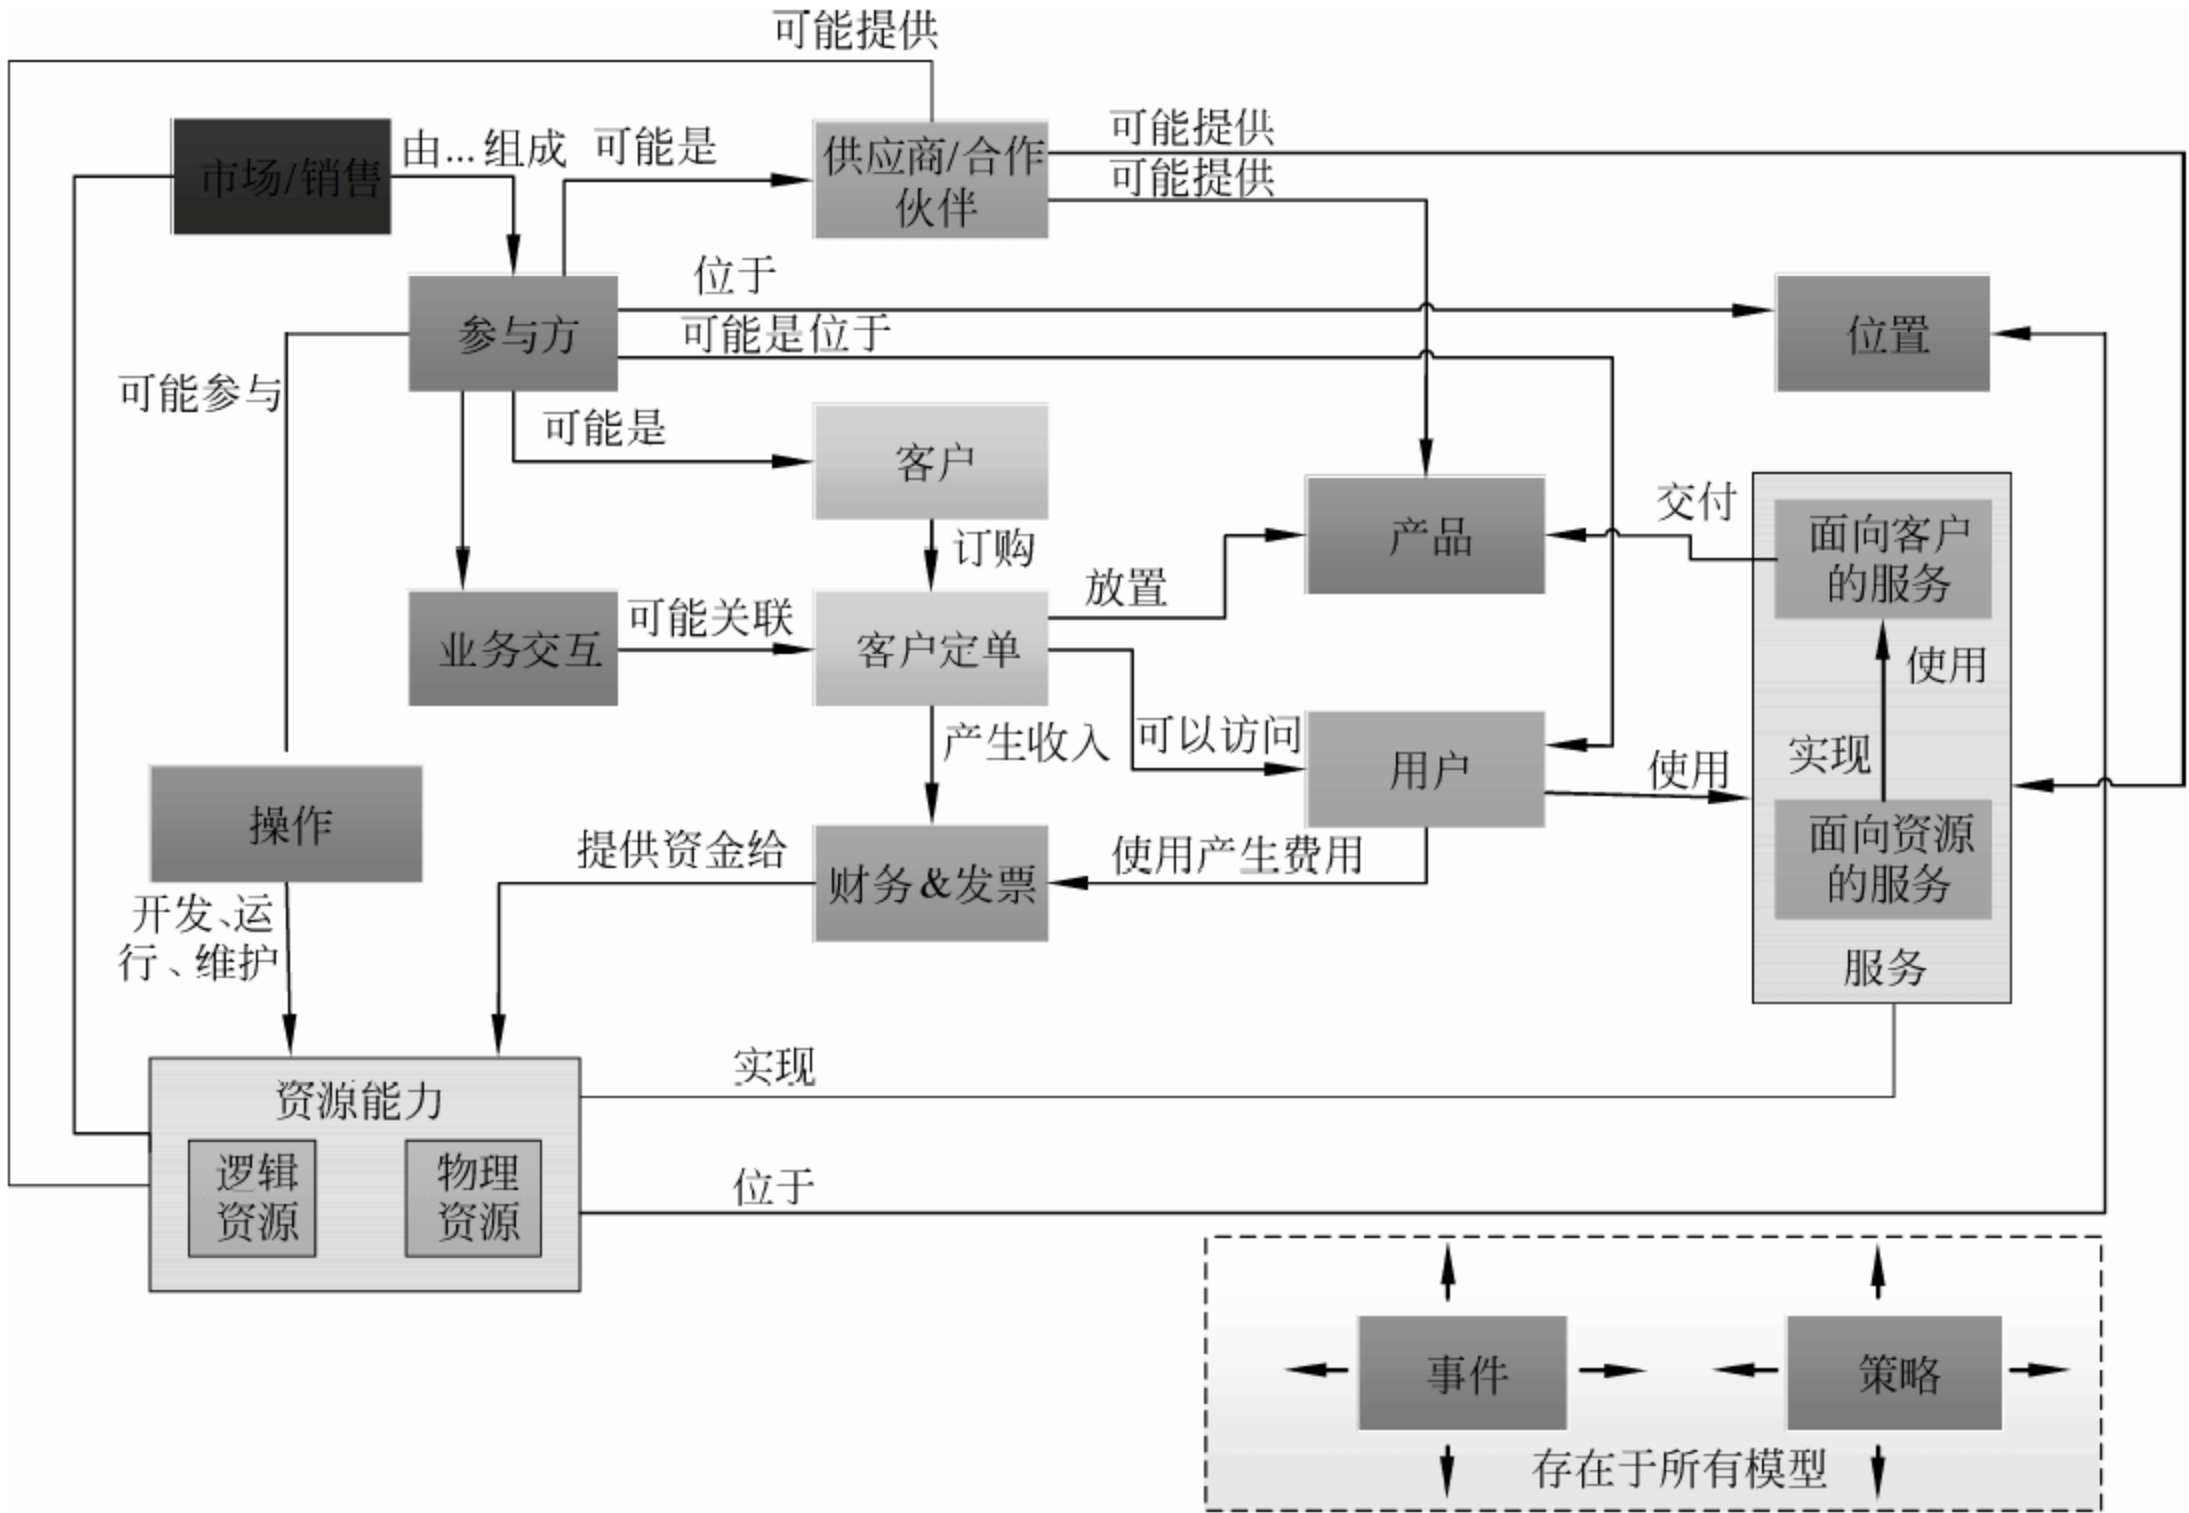 可能提供
市场/销售
由...组成
可能是
供应商/合作
伙伴
可能提供
可能提供
参与方
位于
可能是位于
位置
可能参与
可能是
客户
订购
产品
交付
面向客户
的服务
业务交互
可能关联
客户定单
放置
使用
产生收入
可以访问
用户
使用
实现
操作
提供资金给
财务&发票
使用产生费用
面向资源
的服务
服务
开发、运
行、维护
资源能力
实现
逻辑
资源
物理
资源
位于
事件
策略
存在于所有模型